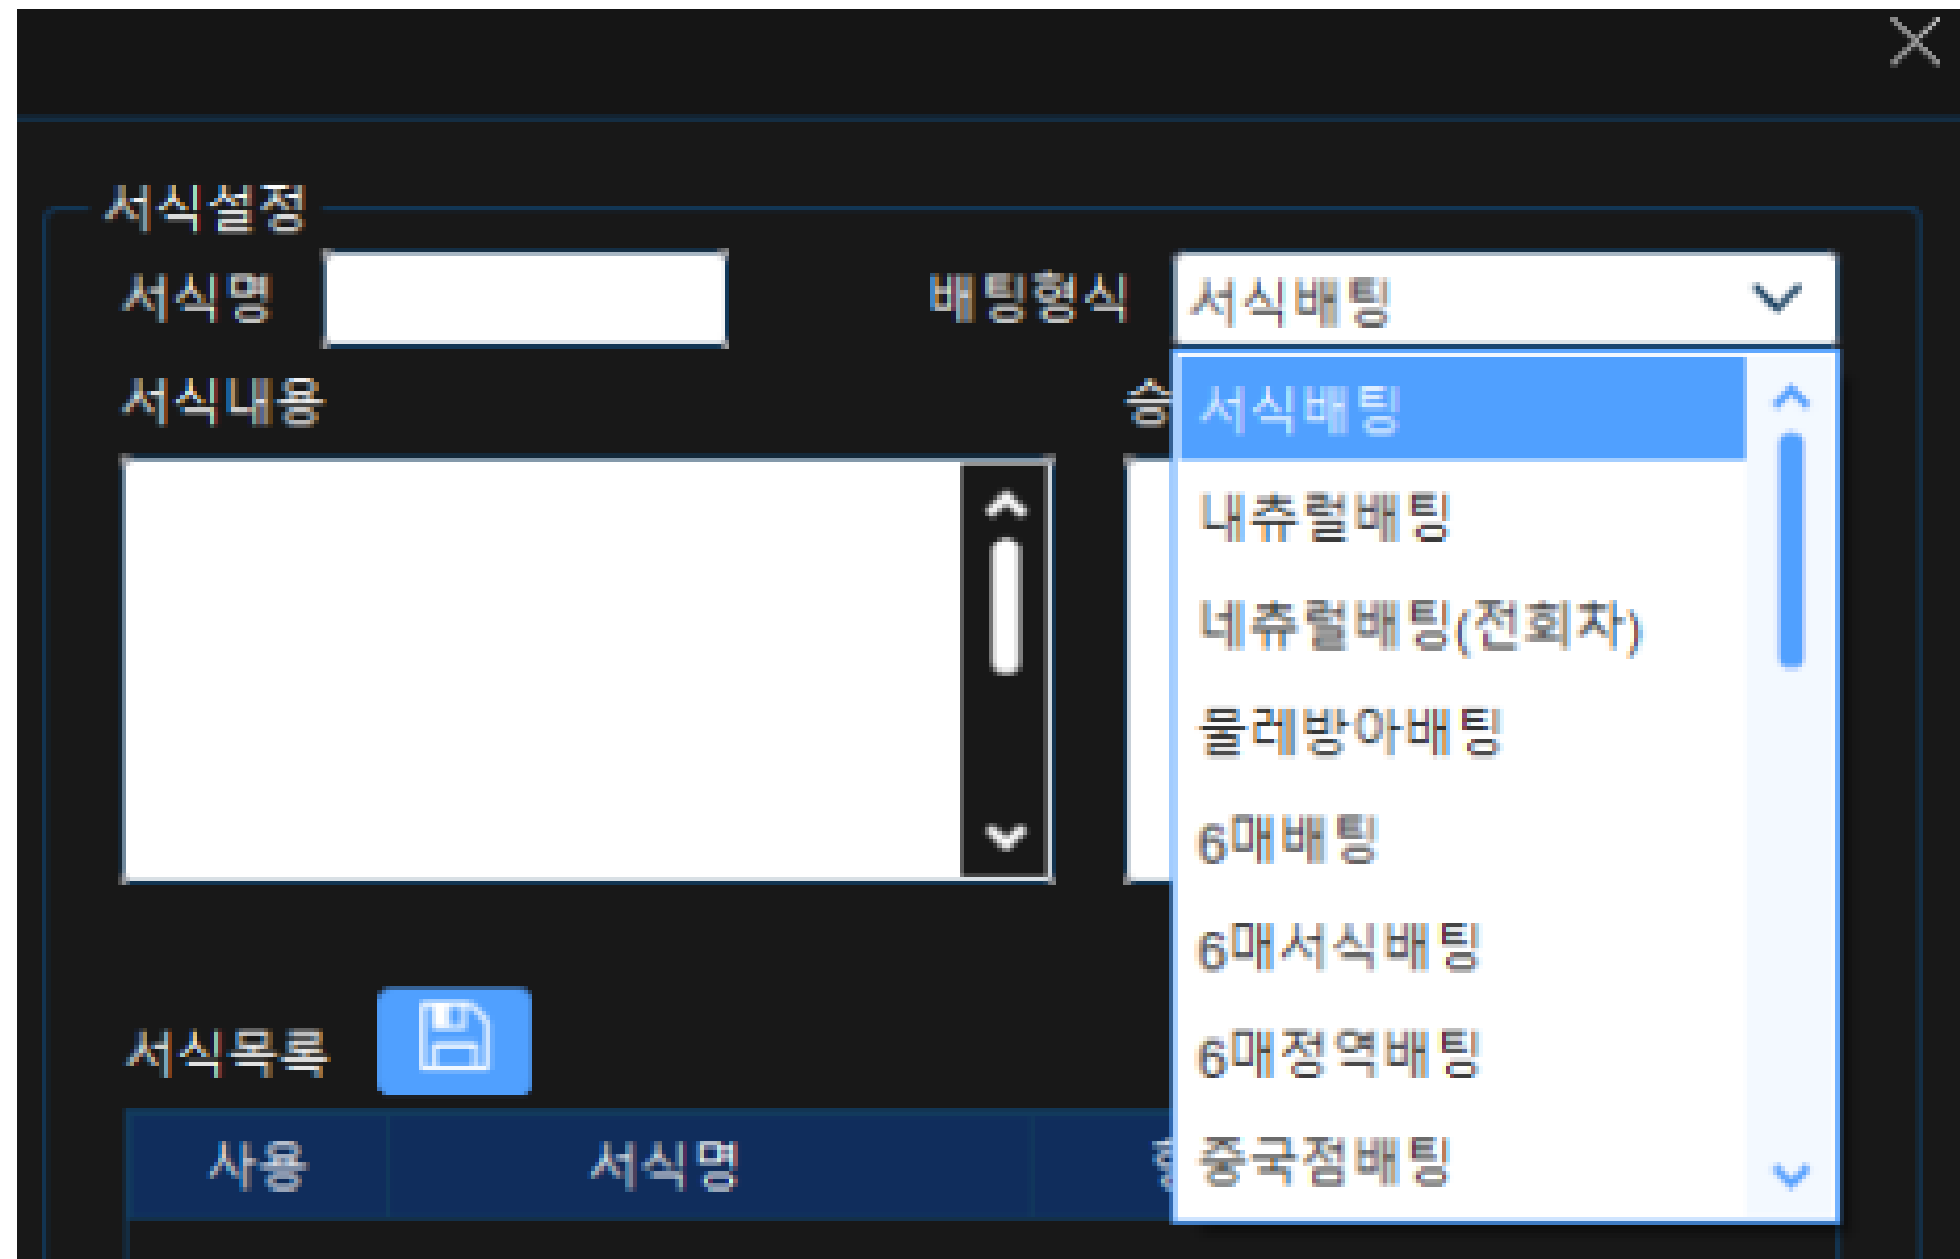 서식설정
서식명
배팅형식 서식배팅
서식내용
승
서식배팅
내츄럴배팅
네츄럴배팅(전회차)
물레방아배팅
6매배팅
6매서식배팅
6매정역배팅
중국점배팅
서식목록
사용 서식명